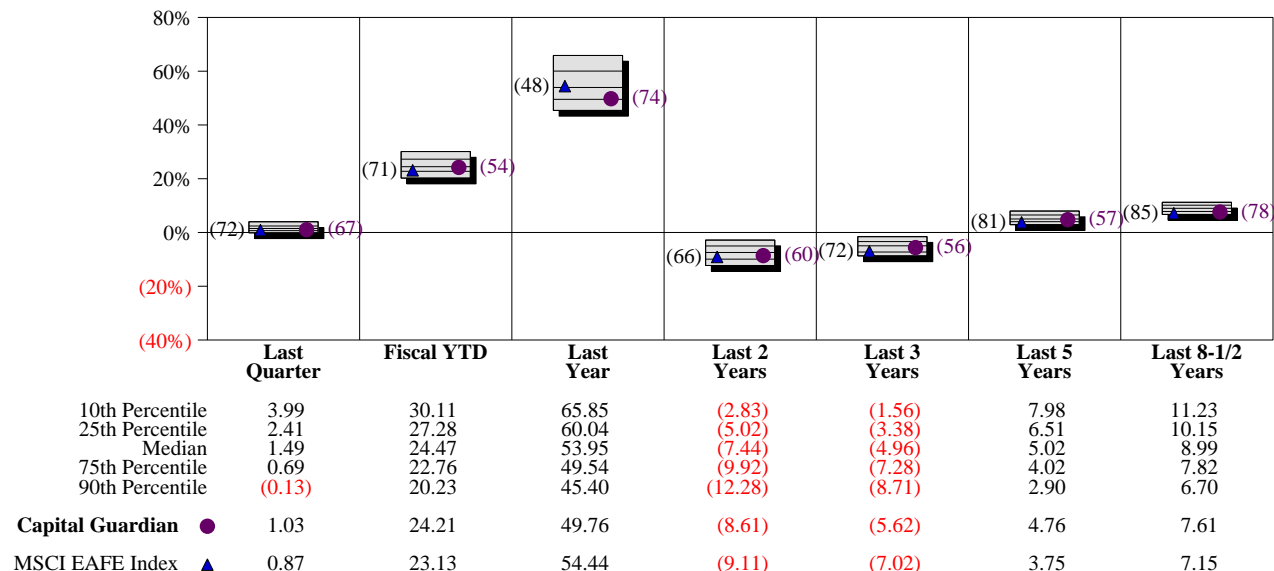 80%
60%
40%
20%
0%
(20%)
(40%)
(72) (67)
(71) (54)
(48) (74)
(66) (60)
(72) (56)
(81) (57)
(85) (78)
Last Quarter Fiscal YTD Last Year Last 2 Years Last 3 Years Last 5 Years Last 8-1/2 Years
10th Percentile 3.99 30.11 65.85 (2.83) (1.56) 7.98 11.23
25th Percentile 2.41 27.28 60.04 (5.02) (3.38) 6.51 10.15
Median 1.49 24.47 53.95 (7.44) (4.96) 5.02 8.99
75th Percentile 0.69 22.76 49.54 (9.92) (7.28) 4.02 7.82
90th Percentile (0.13) 20.23 45.40 (12.28) (8.71) 2.90 6.70
Capital Guardian 1.03 24.21 49.76 (8.61) (5.62) 4.76 7.61
MSCI EAFE Index 0.87 23.13 54.44 (9.11) (7.02) 3.75 7.15